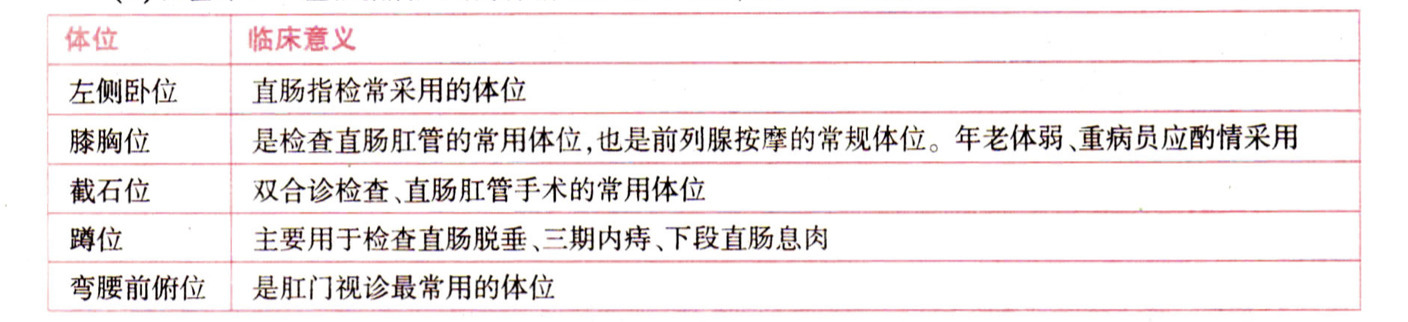 体位 临床意义
左侧卧位 直肠指检常采用的体位
膝胸位 是检查直肠肛管的常用体位,也是前列腺按摩的常规体位。年老体弱、重病员应酌情采用
截石位 双合诊检查、直肠肛管手术的常用体位
蹲位 主要用于检查直肠脱垂、三期内痔、下段直肠息肉
弯腰前俯位 是肛门视诊最常用的体位